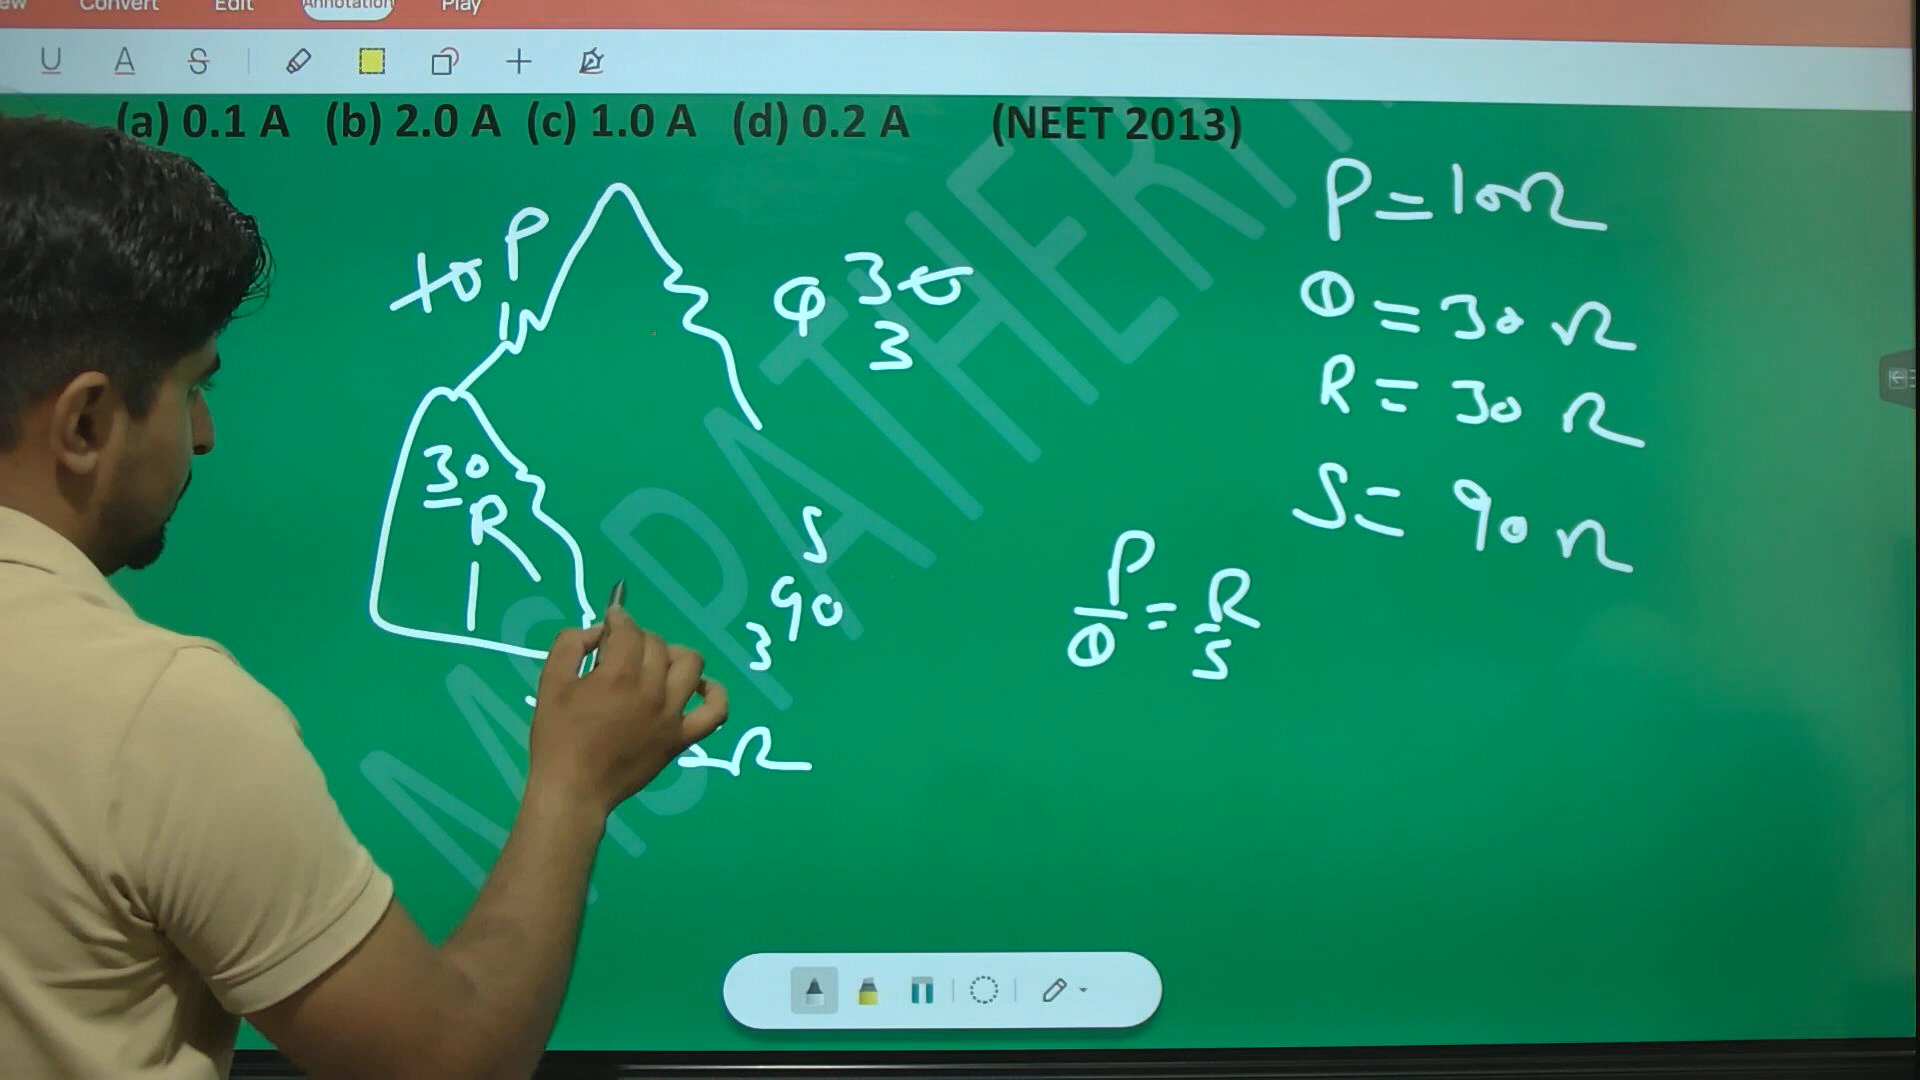 Convert Edit Annotation Play
(a) 0.1 A (b) 2.0 A (c) 1.0 A (d) 0.2 A (NEET 2013)
P = 10Ω
P
10
Q 30
3
Q = 30 Ω
R = 30 Ω
30
R
S = 90 Ω
S
90
3
P/Q = R/S
Ω